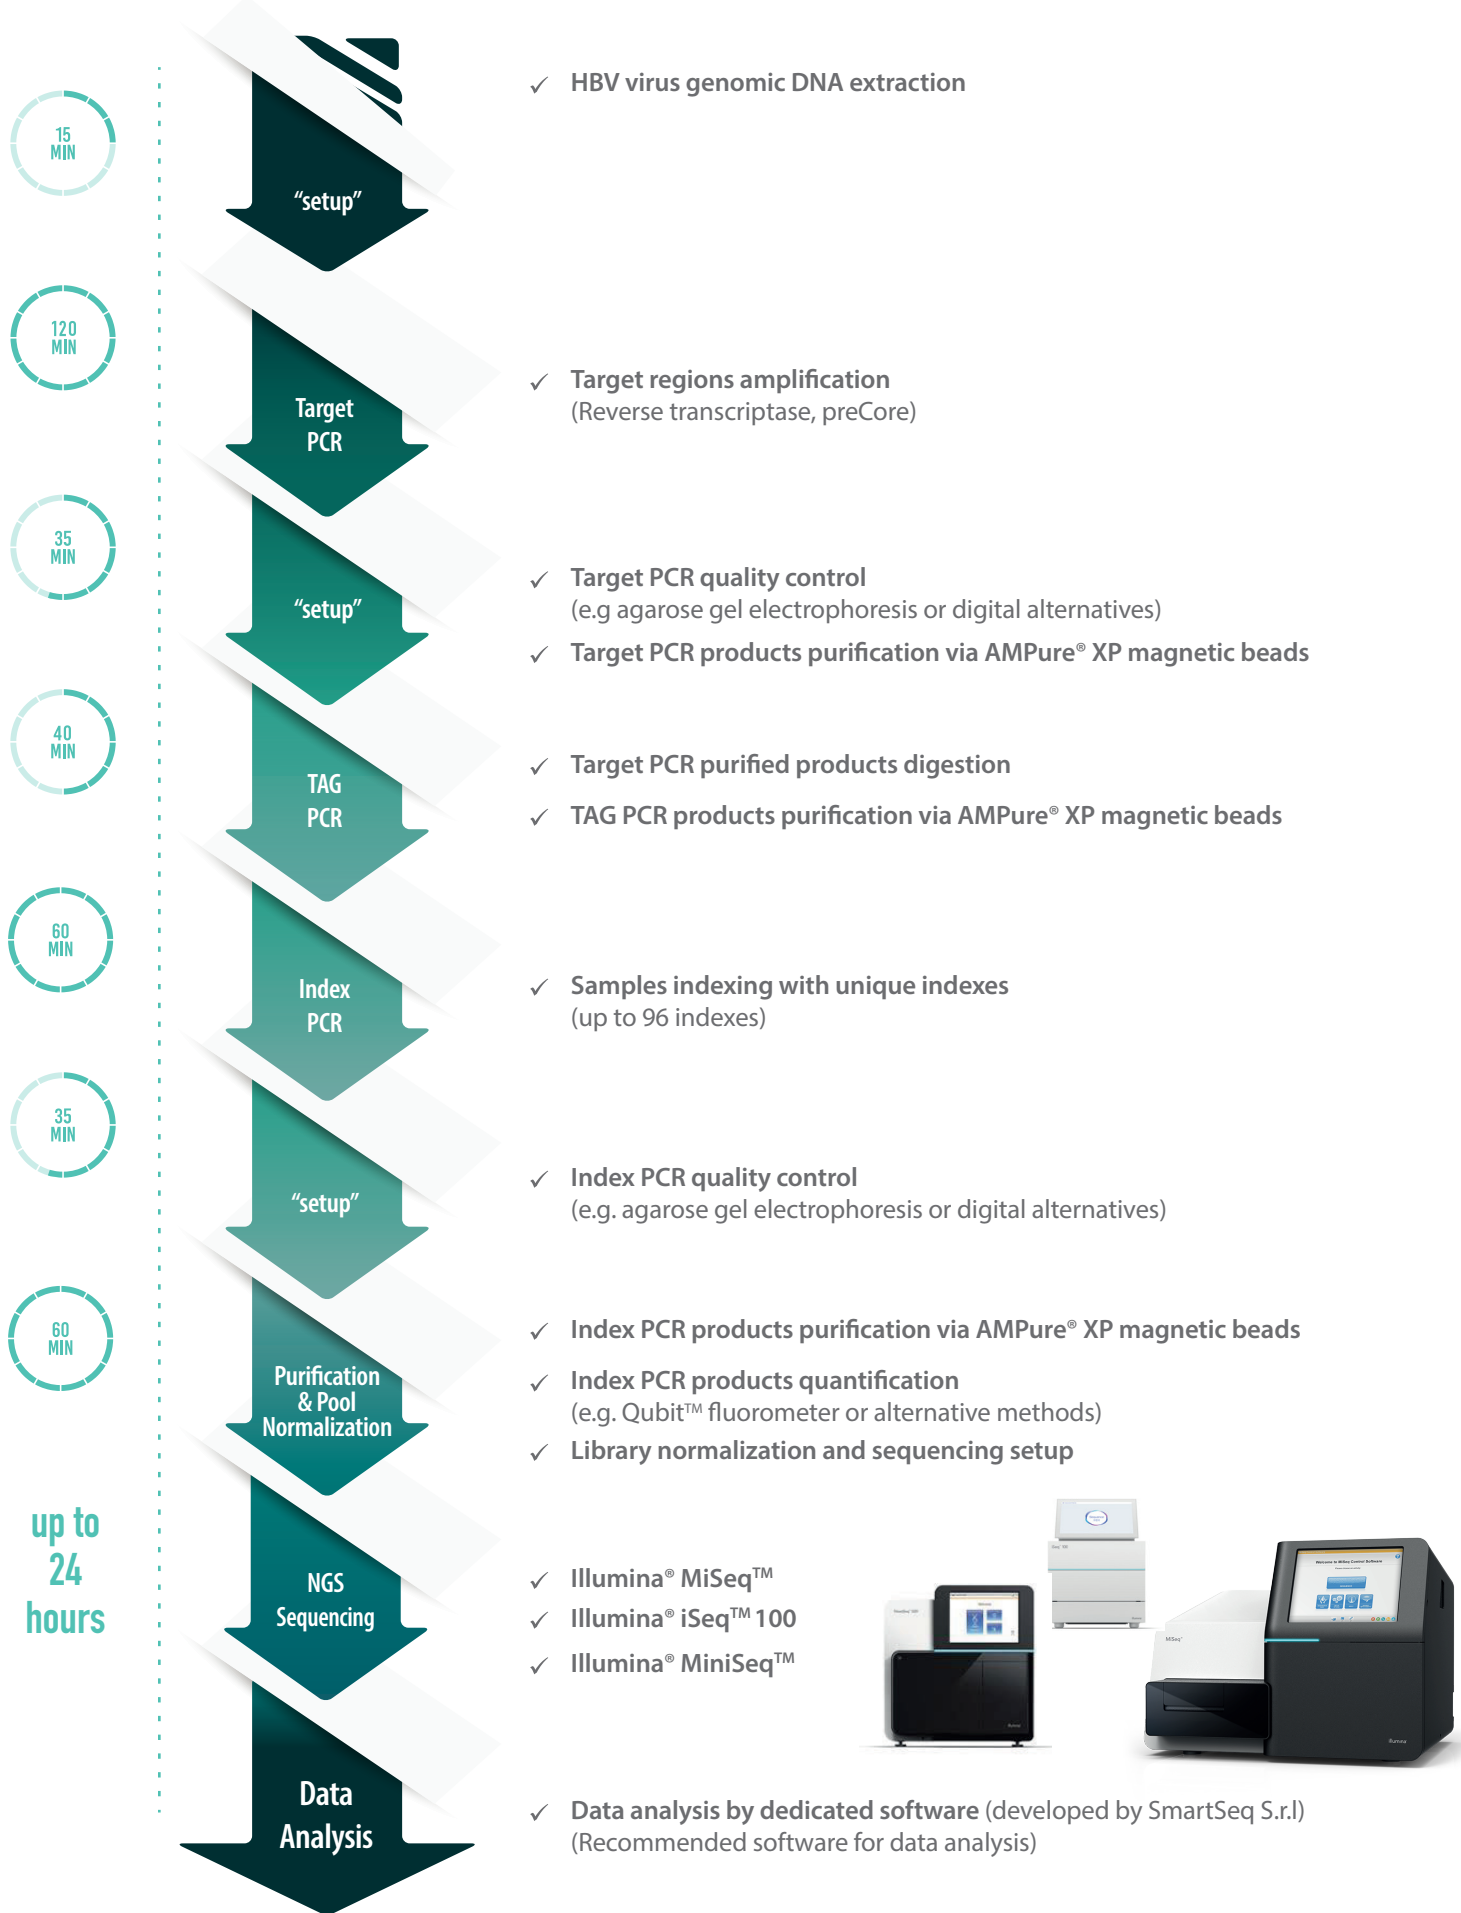 HBV virus genomic DNA extraction
15
MIN
“setup”
120
MIN
Target
PCR
Target regions amplification
(Reverse transcriptase, preCore)
35
MIN
“setup”
Target PCR quality control
(e.g agarose gel electrophoresis or digital alternatives)
Target PCR products purification via AMPure® XP magnetic beads
40
MIN
TAG
PCR
Target PCR purified products digestion
TAG PCR products purification via AMPure® XP magnetic beads
60
MIN
Index
PCR
Samples indexing with unique indexes
(up to 96 indexes)
35
MIN
“setup”
Index PCR quality control
(e.g. agarose gel electrophoresis or digital alternatives)
60
MIN
Purification
& Pool
Normalization
Index PCR products purification via AMPure® XP magnetic beads
Index PCR products quantification
(e.g. Qubit™ fluorometer or alternative methods)
Library normalization and sequencing setup
up to
24
hours
NGS
Sequencing
Illumina® MiSeq™
Illumina® iSeq™ 100
Illumina® MiniSeq™
Welcome to MiSeq Control Software
MiSeq
illumina
Data
Analysis
Data analysis by dedicated software (developed by SmartSeq S.r.l)
(Recommended software for data analysis)